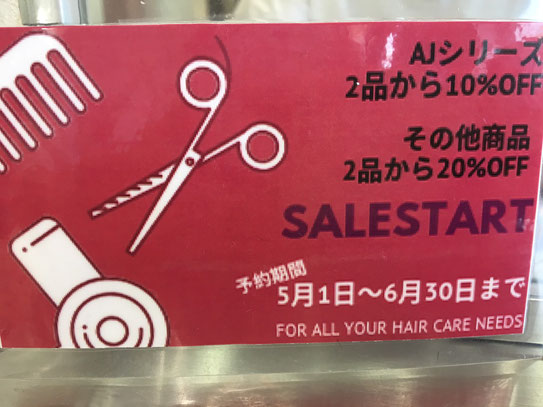 AJシリーズ
2品から10%OFF
その他商品
2品から20%OFF
SALESTART
予約期間
5月1日〜6月30日まで
FOR ALL YOUR HAIR CARE NEEDS